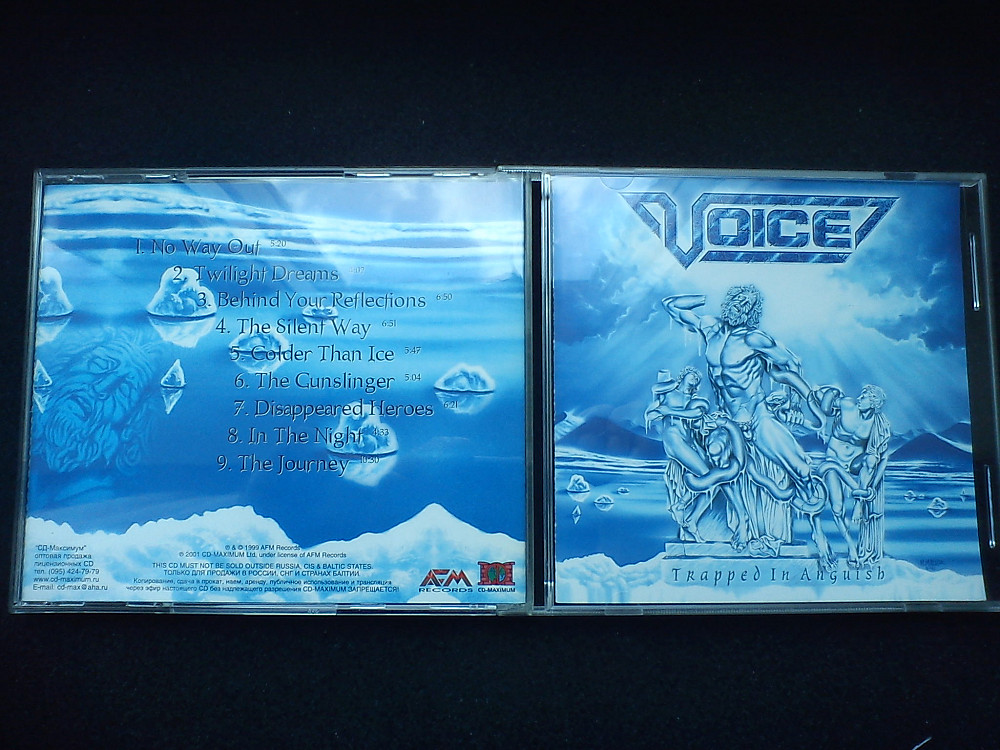 1. No Way Out 5:20
2. Twilight Dreams
3. Behind Your Reflections 6:50
4. The Silent Way 6:51
5. Colder Than Ice 5:47
6. The Gunslinger 5:04
7. Disappeared Heroes 6:21
8. In The Night 4:33
9. The Journey 10:30
"СД-Максимум"
оптовая продажа
лицензионных CD
тел. (095) 424-79-79
www.cd-maximum.ru
E-mail: cd-max@aha.ru
℗ & © 1999 AFM Records
℗ 2001 CD-MAXIMUM Ltd. under license of AFM Records
THIS CD MUST NOT BE SOLD OUTSIDE RUSSIA, CIS & BALTIC STATES.
ТОЛЬКО ДЛЯ ПРОДАЖИ В РОССИИ, СНГ И СТРАНАХ БАЛТИИ.
Копирование, сдача в прокат, наем, аренду, публичное использование и трансляция
через эфир настоящего CD без надлежащего разрешения CD-MAXIMUM ЗАПРЕЩАЕТСЯ!
AFM
RECORDS
CD-MAXIMUM
VOICE
Trapped In Anguish